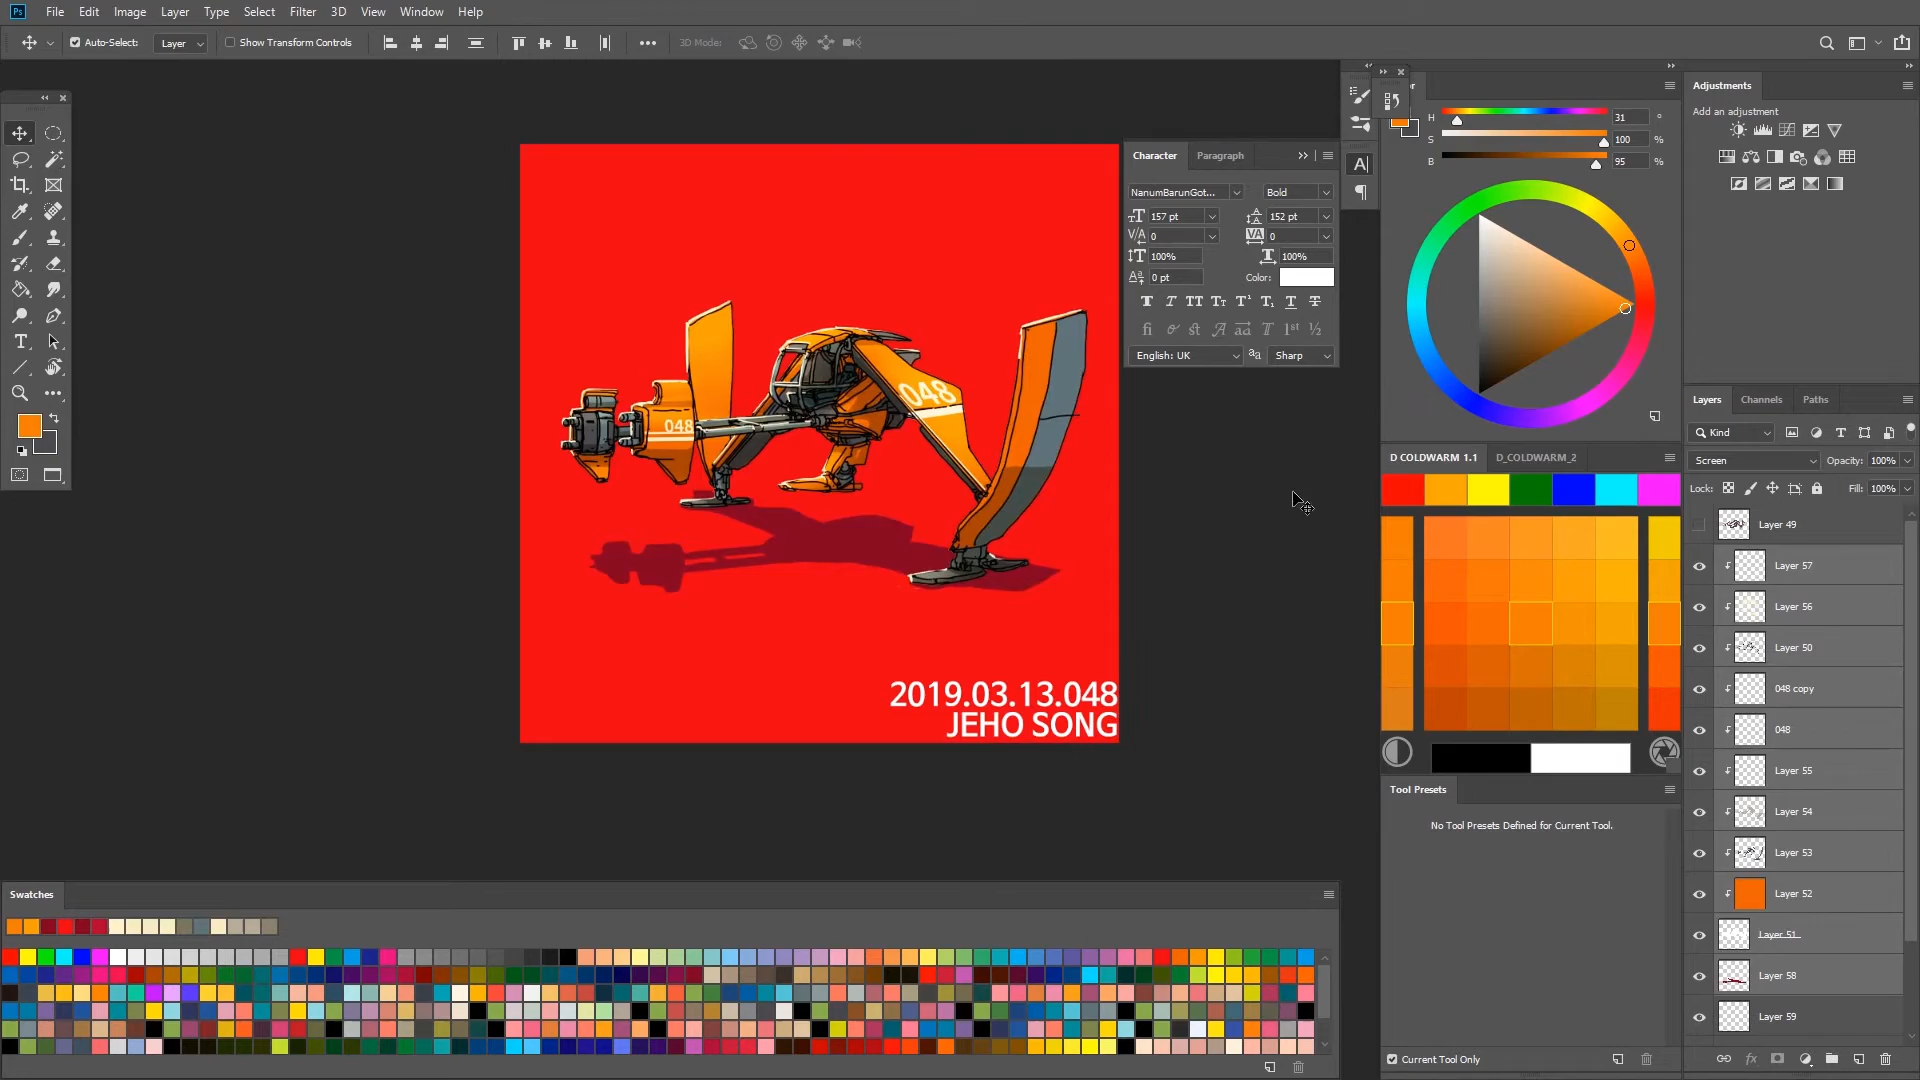 Ps File Edit Image Layer Type Select Filter 3D View Window Help
Auto-Select: Layer Show Transform Controls 3D Mode:
Adjustments
Add an adjustment
H 31 °
S 100 %
B 95 %
Character Paragraph
NanumBarunGot... Bold
157 pt 152 pt
0 0
100% 100%
0 pt Color:
English: UK Sharp
048
048
2019.03.13.048
JEHO SONG
D COLDWARM 1.1 D_COLDWARM_2
Tool Presets
No Tool Presets Defined for Current Tool.
Current Tool Only
Layers Channels Paths
Kind
Screen Opacity: 100%
Lock: Fill: 100%
Layer 49
Layer 57
Layer 56
Layer 50
048 copy
048
Layer 55
Layer 54
Layer 53
Layer 52
Layer 51
Layer 58
Layer 59
Swatches